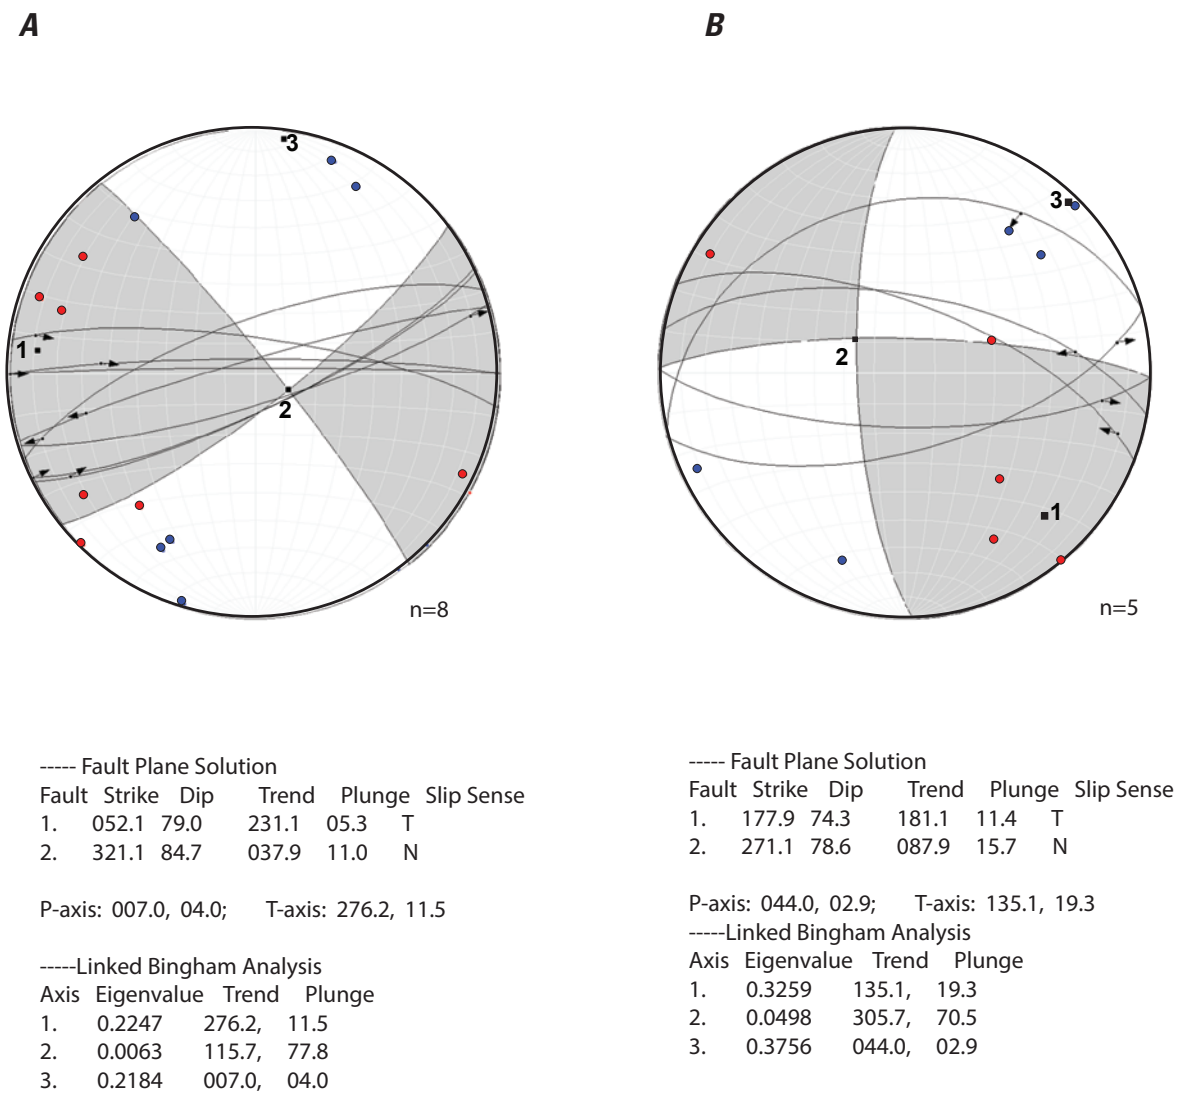 A
B
3
1
2
n=8
3
2
1
n=5
----- Fault Plane Solution
Fault Strike Dip Trend Plunge Slip Sense
1. 052.1 79.0 231.1 05.3 T
2. 321.1 84.7 037.9 11.0 N
P-axis: 007.0, 04.0; T-axis: 276.2, 11.5
-----Linked Bingham Analysis
Axis Eigenvalue Trend Plunge
1. 0.2247 276.2, 11.5
2. 0.0063 115.7, 77.8
3. 0.2184 007.0, 04.0
----- Fault Plane Solution
Fault Strike Dip Trend Plunge Slip Sense
1. 177.9 74.3 181.1 11.4 T
2. 271.1 78.6 087.9 15.7 N
P-axis: 044.0, 02.9; T-axis: 135.1, 19.3
-----Linked Bingham Analysis
Axis Eigenvalue Trend Plunge
1. 0.3259 135.1, 19.3
2. 0.0498 305.7, 70.5
3. 0.3756 044.0, 02.9